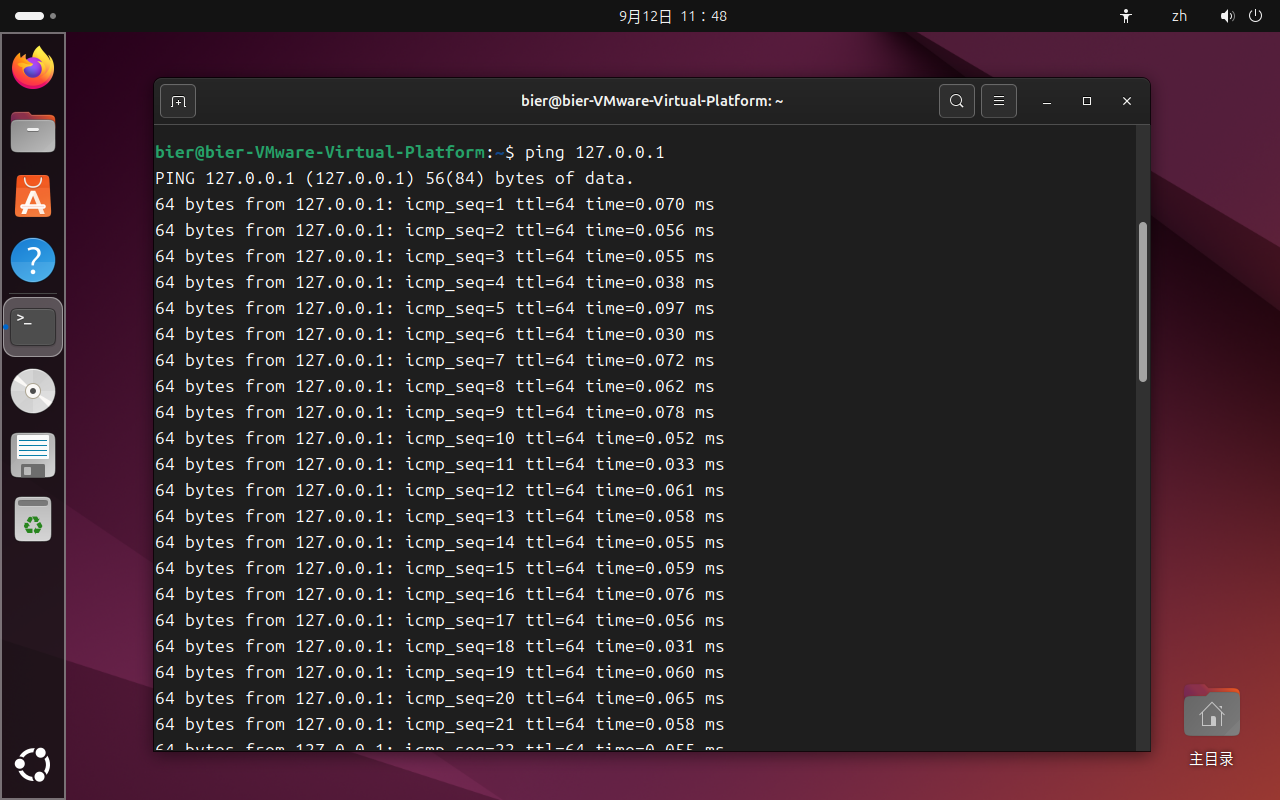 9月12日 11：48
zh
bier@bier-VMware-Virtual-Platform: ~
bier@bier-VMware-Virtual-Platform:~$ ping 127.0.0.1
PING 127.0.0.1 (127.0.0.1) 56(84) bytes of data.
64 bytes from 127.0.0.1: icmp_seq=1 ttl=64 time=0.070 ms
64 bytes from 127.0.0.1: icmp_seq=2 ttl=64 time=0.056 ms
64 bytes from 127.0.0.1: icmp_seq=3 ttl=64 time=0.055 ms
64 bytes from 127.0.0.1: icmp_seq=4 ttl=64 time=0.038 ms
64 bytes from 127.0.0.1: icmp_seq=5 ttl=64 time=0.097 ms
64 bytes from 127.0.0.1: icmp_seq=6 ttl=64 time=0.030 ms
64 bytes from 127.0.0.1: icmp_seq=7 ttl=64 time=0.072 ms
64 bytes from 127.0.0.1: icmp_seq=8 ttl=64 time=0.062 ms
64 bytes from 127.0.0.1: icmp_seq=9 ttl=64 time=0.078 ms
64 bytes from 127.0.0.1: icmp_seq=10 ttl=64 time=0.052 ms
64 bytes from 127.0.0.1: icmp_seq=11 ttl=64 time=0.033 ms
64 bytes from 127.0.0.1: icmp_seq=12 ttl=64 time=0.061 ms
64 bytes from 127.0.0.1: icmp_seq=13 ttl=64 time=0.058 ms
64 bytes from 127.0.0.1: icmp_seq=14 ttl=64 time=0.055 ms
64 bytes from 127.0.0.1: icmp_seq=15 ttl=64 time=0.059 ms
64 bytes from 127.0.0.1: icmp_seq=16 ttl=64 time=0.076 ms
64 bytes from 127.0.0.1: icmp_seq=17 ttl=64 time=0.056 ms
64 bytes from 127.0.0.1: icmp_seq=18 ttl=64 time=0.031 ms
64 bytes from 127.0.0.1: icmp_seq=19 ttl=64 time=0.060 ms
64 bytes from 127.0.0.1: icmp_seq=20 ttl=64 time=0.065 ms
64 bytes from 127.0.0.1: icmp_seq=21 ttl=64 time=0.058 ms
64 bytes from 127.0.0.1: icmp_seq=22 ttl=64 time=0.055 ms
主目录